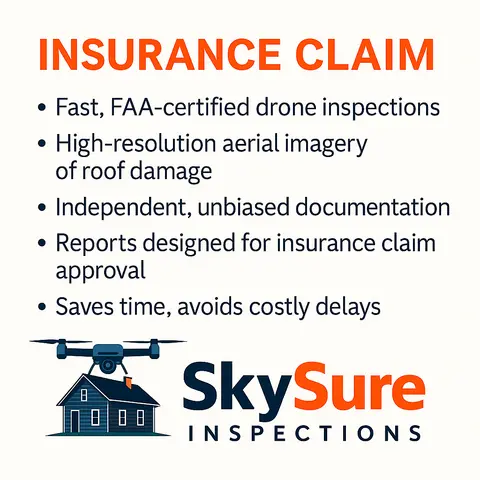 INSURANCE CLAIM
• Fast, FAA-certified drone inspections
• High-resolution aerial imagery
of roof damage
• Independent, unbiased documentation
• Reports designed for insurance claim
approval
• Saves time, avoids costly delays
SkySure
INSPECTIONS